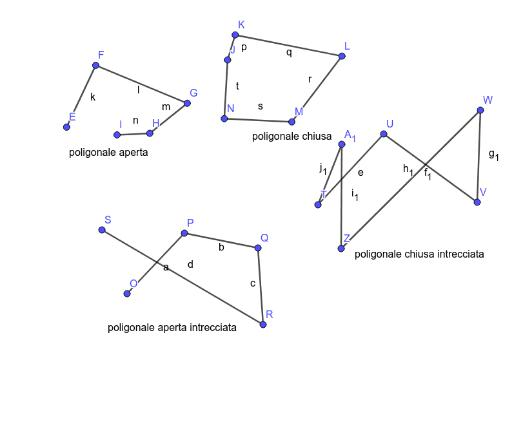 K
p
J
q
L
F
l
k
G
m
E
I
n
H
t
r
N
s
M
poligonale aperta
poligonale chiusa
W
A₁
U
j₁
e
h₁
f₁
g₁
T
i₁
V
Z
poligonale chiusa intrecciata
S
P
b
Q
a
d
O
c
R
poligonale aperta intrecciata